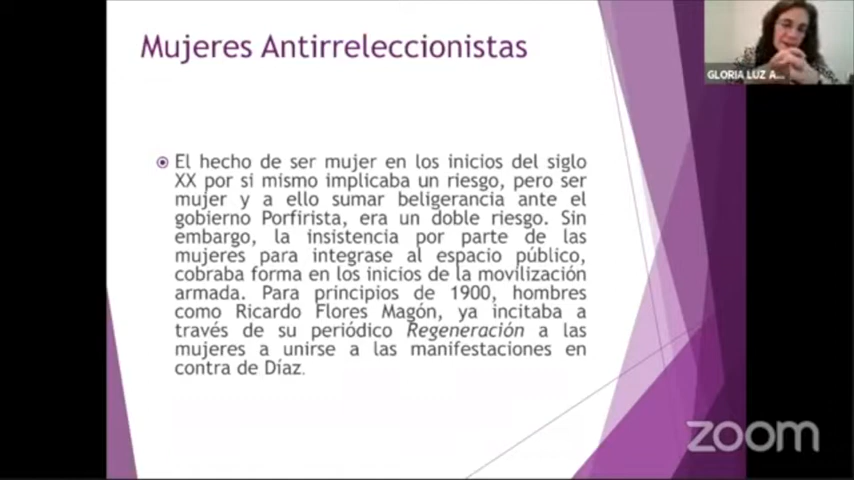 Mujeres Antirreleccionistas
GLORIA LUZ A...
El hecho de ser mujer en los inicios del siglo
XX por si mismo implicaba un riesgo, pero ser
mujer y a ello sumar beligerancia ante el
gobierno Porfirista, era un doble riesgo. Sin
embargo, la insistencia por parte de las
mujeres para integrase al espacio público,
cobraba forma en los inicios de la movilización
armada. Para principios de 1900, hombres
como Ricardo Flores Magón, ya incitaba a
través de su periódico Regeneración a las
mujeres a unirse a las manifestaciones en
contra de Díaz.
zoom